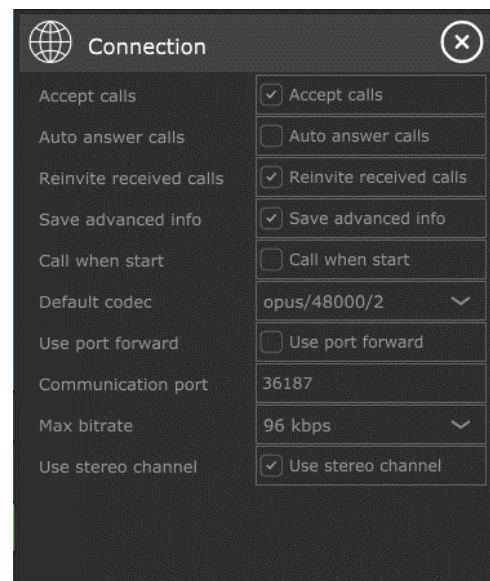 Connection
Accept calls Accept calls
Auto answer calls Auto answer calls
Reinvite received calls Reinvite received calls
Save advanced info Save advanced info
Call when start Call when start
Default codec opus/48000/2
Use port forward Use port forward
Communication port 36187
Max bitrate 96 kbps
Use stereo channel Use stereo channel